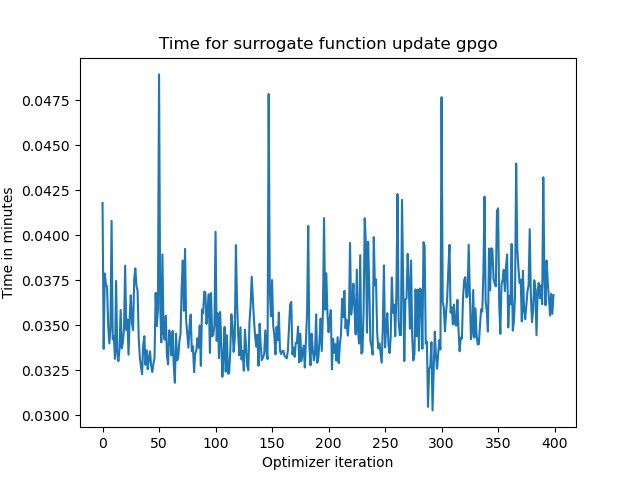 Time for surrogate function update gpgo
Time in minutes
0.0475
0.0450
0.0425
0.0400
0.0375
0.0350
0.0325
0.0300
0 50 100 150 200 250 300 350 400
Optimizer iteration